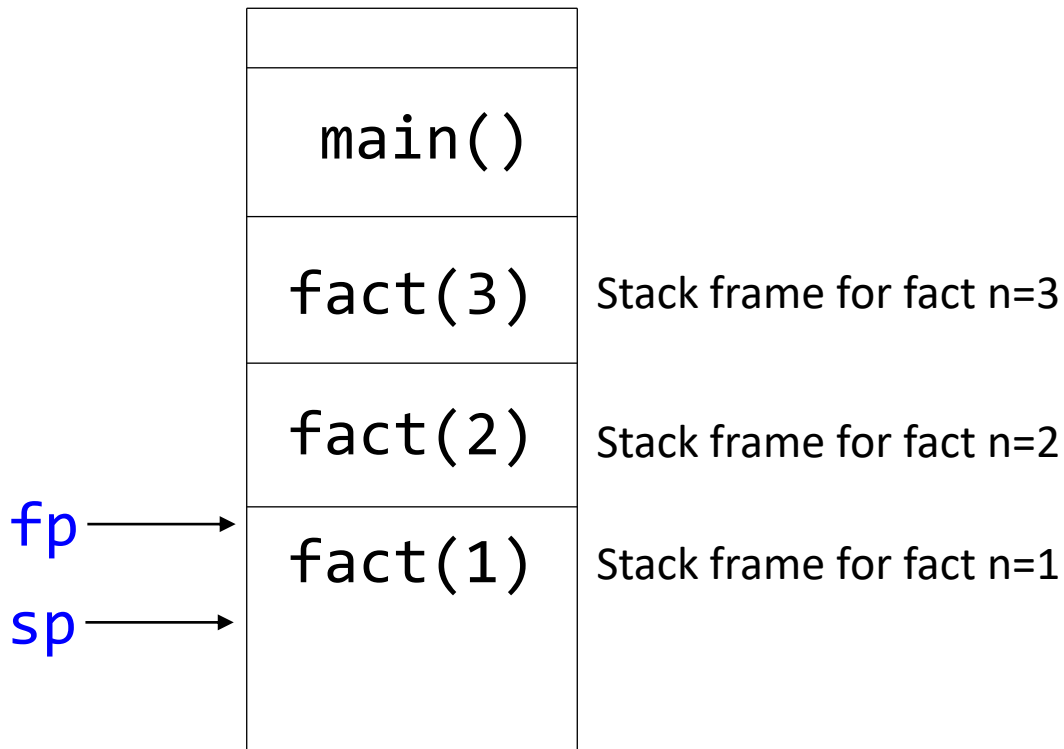 main()
fact(3) Stack frame for fact n=3
fact(2) Stack frame for fact n=2
fp
fact(1) Stack frame for fact n=1
sp